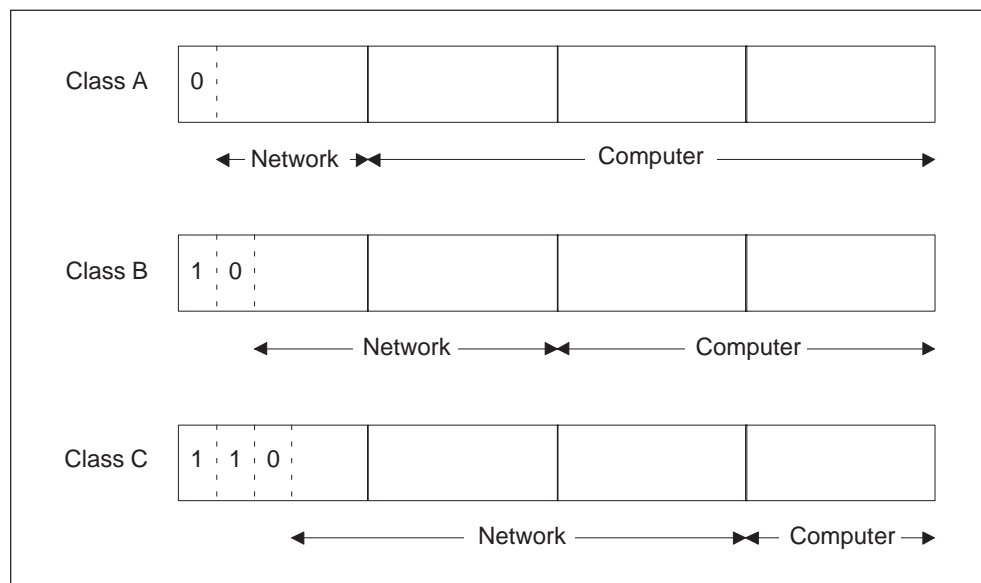 Class A 0
Network Computer
Class B 1 0
Network Computer
Class C 1 1 0
Network Computer